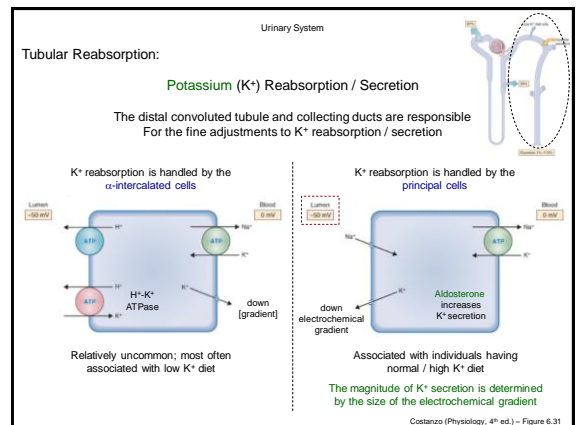 Urinary System
Tubular Reabsorption:
Potassium (K⁺) Reabsorption / Secretion
The distal convoluted tubule and collecting ducts are responsible
For the fine adjustments to K⁺ reabsorption / secretion
K⁺ reabsorption is handled by the
α-intercalated cells
Lumen
-50 mV
Blood
0 mV
H⁺
ATP
Na⁺
ATP
K⁺
H⁺
ATP
K⁺
H⁺-K⁺
ATPase
K⁺
down
[gradient]
Relatively uncommon; most often
associated with low K⁺ diet
K⁺ reabsorption is handled by the
principal cells
Lumen
-50 mV
Blood
0 mV
Na⁺
Na⁺
ATP
K⁺
K⁺
down
electrochemical
gradient
Aldosterone
increases
K⁺ secretion
Associated with individuals having
normal / high K⁺ diet
The magnitude of K⁺ secretion is determined
by the size of the electrochemical gradient
Costanzo (Physiology, 4th ed.) – Figure 6.31